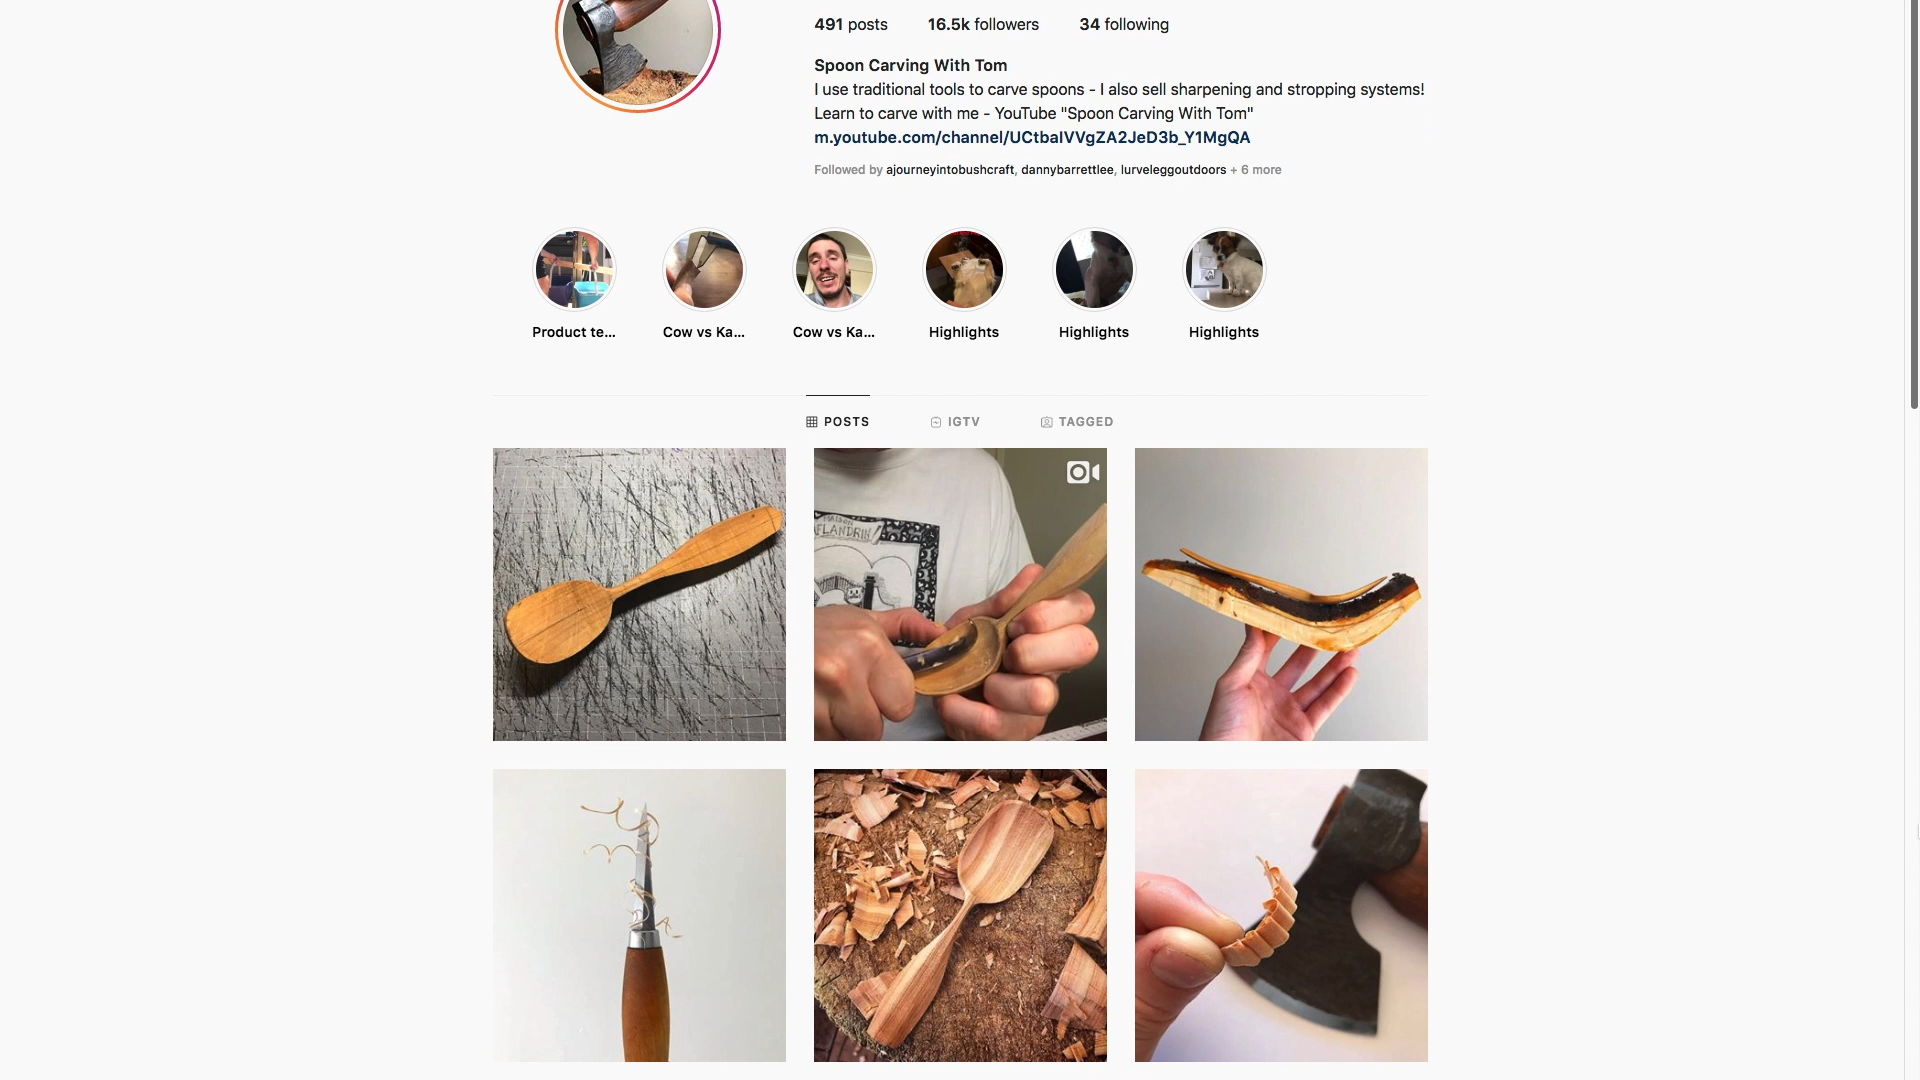 491 posts 16.5k followers 34 following
Spoon Carving With Tom
I use traditional tools to carve spoons - I also sell sharpening and stropping systems!
Learn to carve with me - YouTube "Spoon Carving With Tom"
m.youtube.com/channel/UCtbaIVVgZA2JeD3b_Y1MgQA
Followed by ajourneyintobushcraft, dannybarrettlee, lurveleggoutdoors + 6 more
Product te... Cow vs Ka... Cow vs Ka... Highlights Highlights Highlights
POSTS IGTV TAGGED
MAISON
FLANDRIN